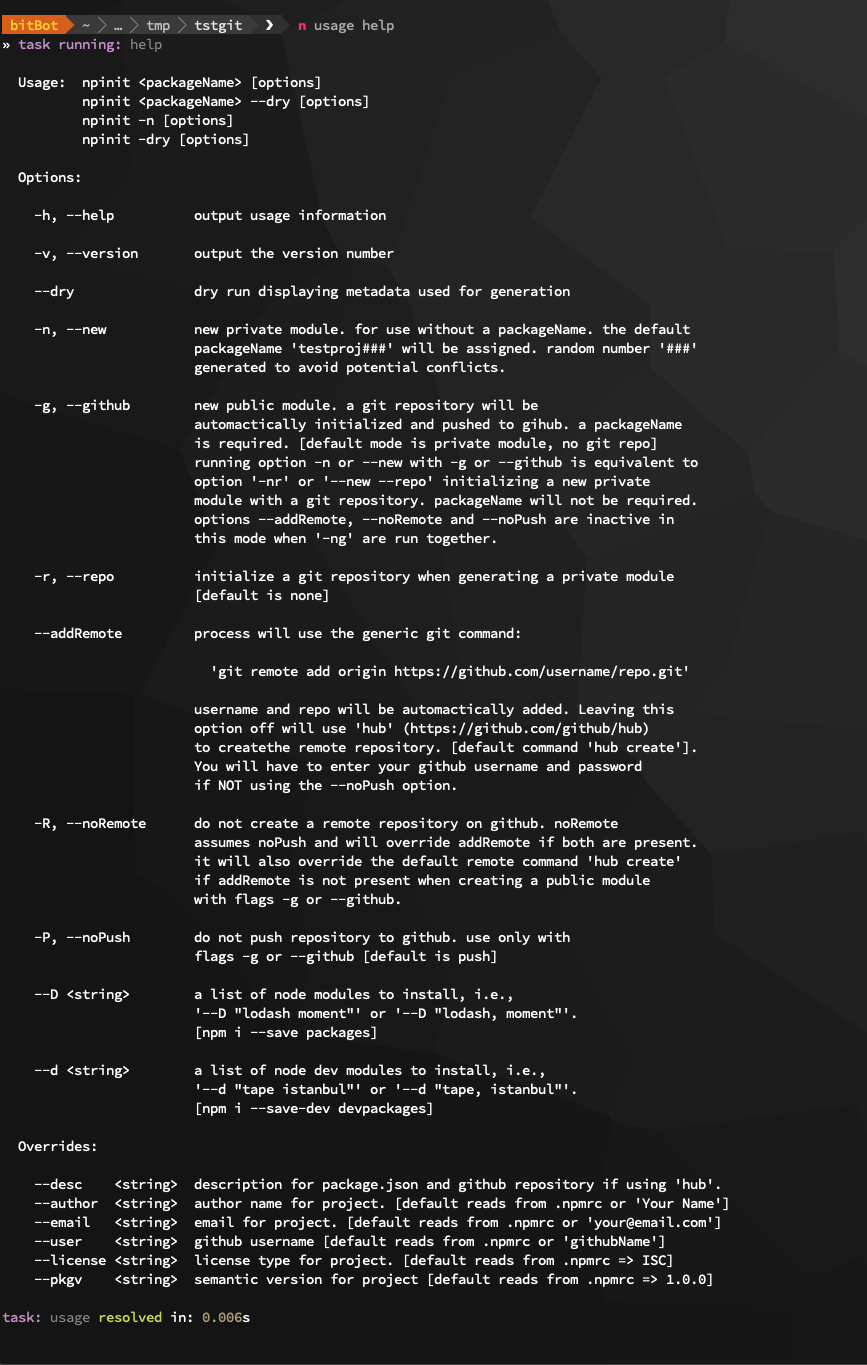 bitBot ~ … tmp tstgit ❯ n usage help
» task running: help
Usage:  npinit <packageName> [options]
        npinit <packageName> --dry [options]
        npinit -n [options]
        npinit -dry [options]
Options:
  -h, --help          output usage information
  -v, --version       output the version number
  --dry               dry run displaying metadata used for generation
  -n, --new           new private module. for use without a packageName. the default
                      packageName 'testproj###' will be assigned. random number '###'
                      generated to avoid potential conflicts.
  -g, --github        new public module. a git repository will be
                      automactically initialized and pushed to gihub. a packageName
                      is required. [default mode is private module, no git repo]
                      running option -n or --new with -g or --github is equivalent to
                      option '-nr' or '--new --repo' initializing a new private
                      module with a git repository. packageName will not be required.
                      options --addRemote, --noRemote and --noPush are inactive in
                      this mode when '-ng' are run together.
  -r, --repo          initialize a git repository when generating a private module
                      [default is none]
  --addRemote         process will use the generic git command:
                        'git remote add origin https://github.com/username/repo.git'
                      username and repo will be automactically added. Leaving this
                      option off will use 'hub' (https://github.com/github/hub)
                      to createthe remote repository. [default command 'hub create'].
                      You will have to enter your github username and password
                      if NOT using the --noPush option.
  -R, --noRemote      do not create a remote repository on github. noRemote
                      assumes noPush and will override addRemote if both are present.
                      it will also override the default remote command 'hub create'
                      if addRemote is not present when creating a public module
                      with flags -g or --github.
  -P, --noPush        do not push repository to github. use only with
                      flags -g or --github [default is push]
  --D <string>        a list of node modules to install, i.e.,
                      '--D "lodash moment"' or '--D "lodash, moment"'.
                      [npm i --save packages]
  --d <string>        a list of node dev modules to install, i.e.,
                      '--d "tape istanbul"' or '--d "tape, istanbul"'.
                      [npm i --save-dev devpackages]
Overrides:
  --desc    <string>  description for package.json and github repository if using 'hub'.
  --author  <string>  author name for project. [default reads from .npmrc or 'Your Name']
  --email   <string>  email for project. [default reads from .npmrc or 'your@email.com']
  --user    <string>  github username [default reads from .npmrc or 'githubName']
  --license <string>  license type for project. [default reads from .npmrc => ISC]
  --pkgv    <string>  semantic version for project [default reads from .npmrc => 1.0.0]
task: usage resolved in: 0.006s